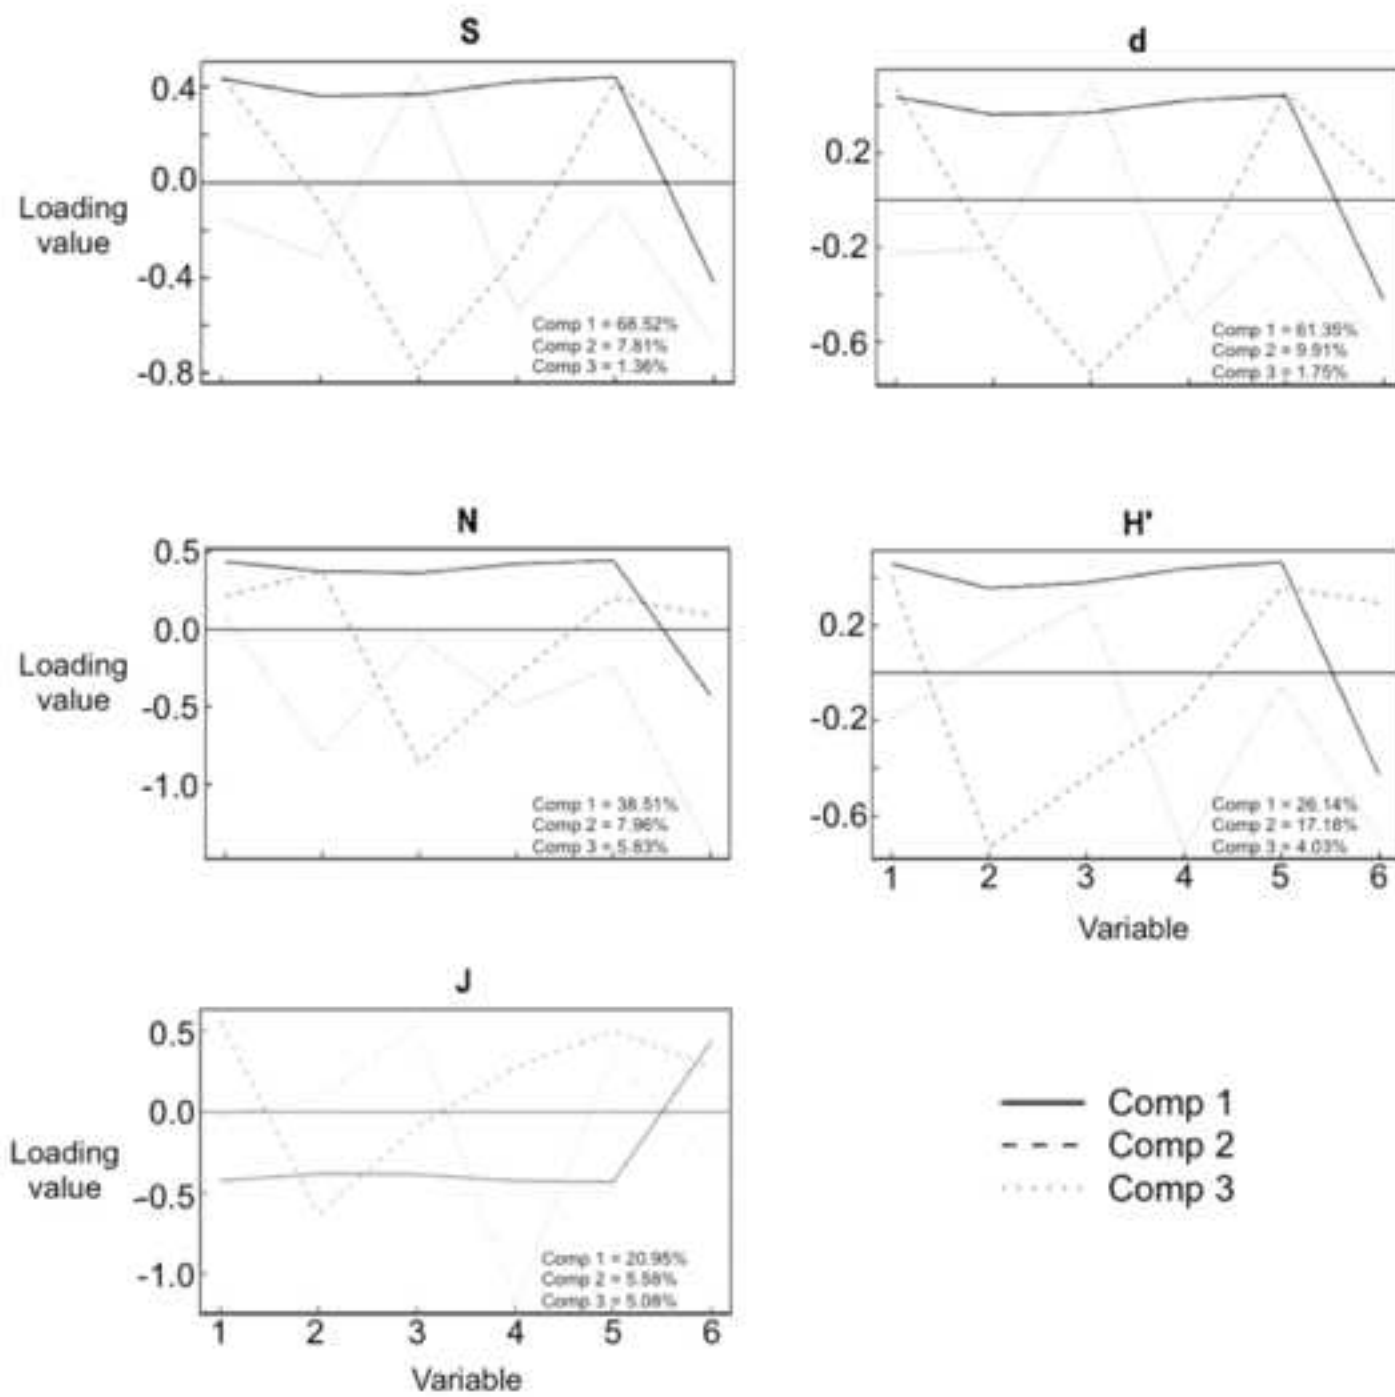 S
0.4
0.0
-0.4
-0.8
Loading
value
Comp 1 = 68.52%
Comp 2 = 7.81%
Comp 3 = 1.36%
d
0.2
-0.2
-0.6
Comp 1 = 61.35%
Comp 2 = 9.91%
Comp 3 = 1.75%
N
0.5
0.0
-0.5
-1.0
Loading
value
Comp 1 = 38.51%
Comp 2 = 7.96%
Comp 3 = 5.83%
H'
0.2
-0.2
-0.6
Comp 1 = 26.14%
Comp 2 = 17.18%
Comp 3 = 4.03%
1 2 3 4 5 6
Variable
J
0.5
0.0
-0.5
-1.0
Loading
value
Comp 1 = 20.95%
Comp 2 = 5.58%
Comp 3 = 5.08%
1 2 3 4 5 6
Variable
Comp 1
Comp 2
Comp 3